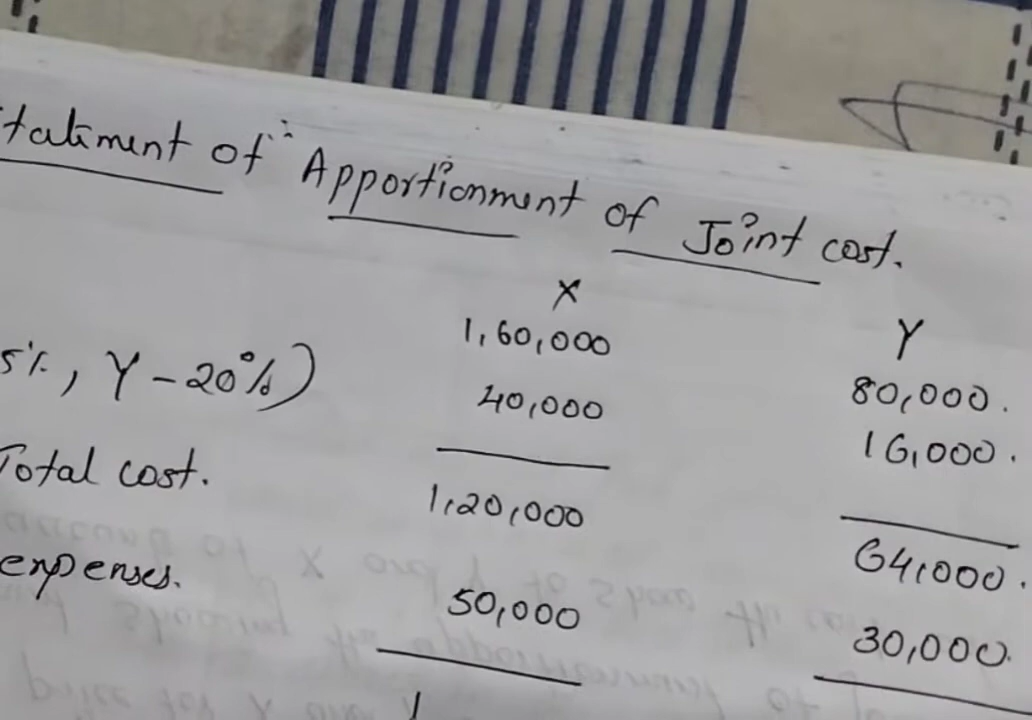 tatement of Apportionment of Joint cost.
X Y
1,60,000 80,000.
5%, Y-20%) 40,000 16,000.
Total cost. 1,20,000 64,000.
expenses. 50,000 30,000.